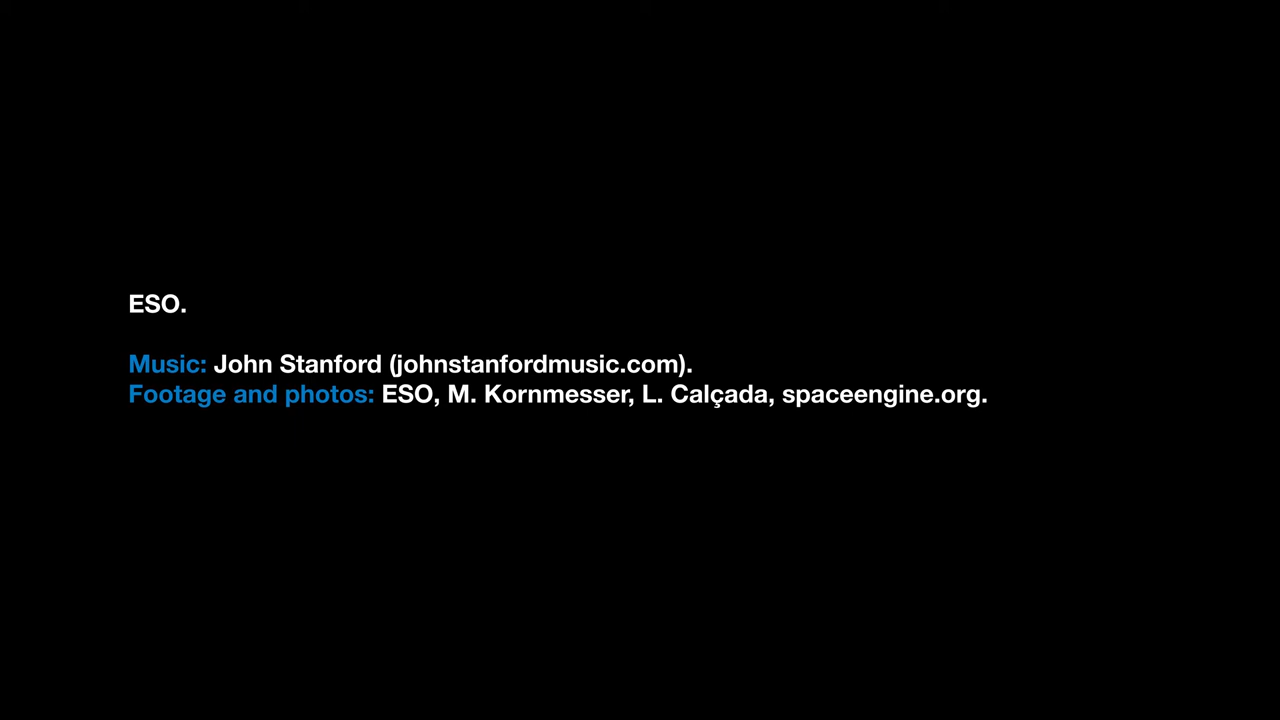 ESO.
Music: John Stanford (johnstanfordmusic.com).
Footage and photos: ESO, M. Kornmesser, L. Calçada, spaceengine.org.